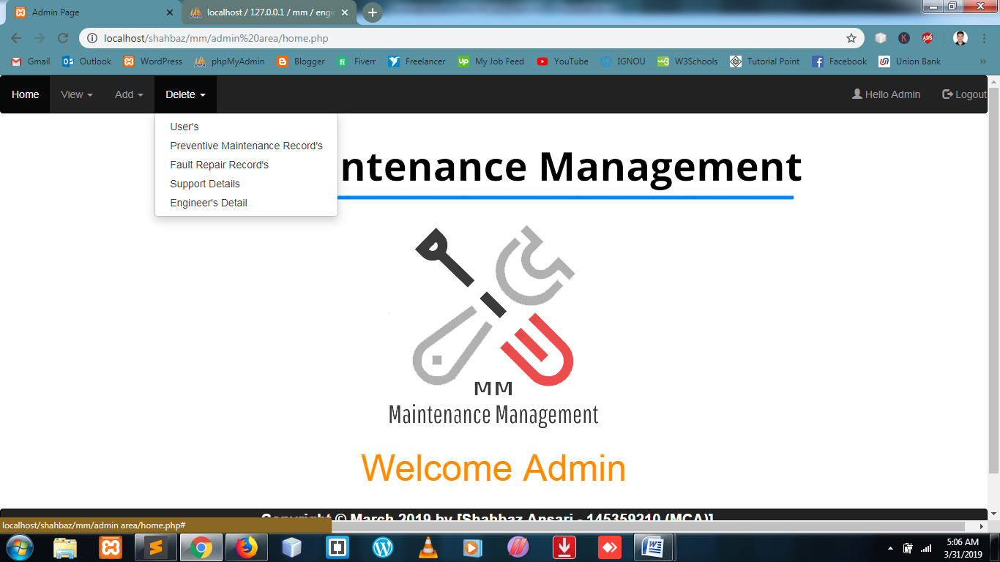 Admin Page
localhost / 127.0.0.1 / mm / engi
localhost/shahbaz/mm/admin%20area/home.php
Gmail Outlook WordPress phpMyAdmin Blogger Fiverr Freelancer My Job Feed YouTube IGNOU W3Schools Tutorial Point Facebook Union Bank
Home View Add Delete Hello Admin Logout
User's
Preventive Maintenance Record's
Fault Repair Record's
Support Details
Engineer's Detail
ntenance Management
MM
Maintenance Management
Welcome Admin
Copyright © March 2019 by [Shahbaz Ansari - 145359210 (MCA)]
localhost/shahbaz/mm/admin area/home.php#
5:06 AM
3/31/2019